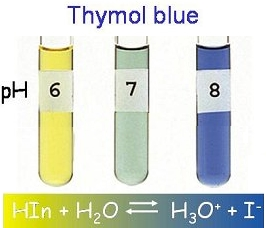 Thymol blue
pH 6 7 8
HIn + H₂O ⇌ H₃O⁺ + I⁻